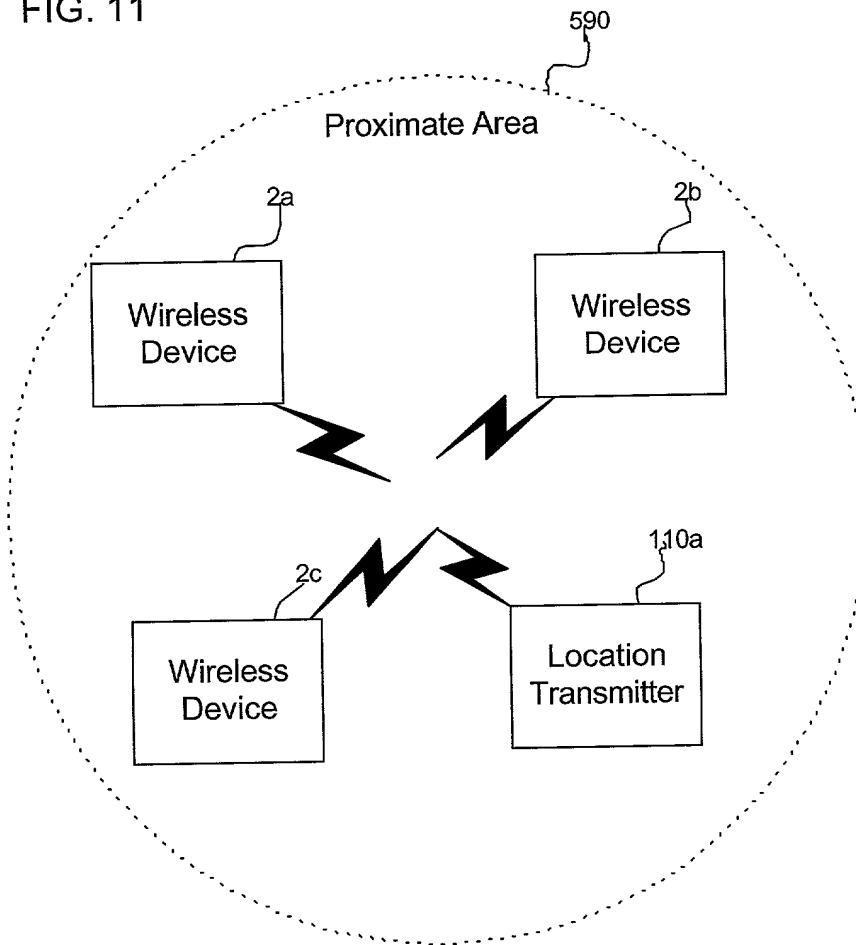 FIG. 11
590
Proximate Area
2a
2b
Wireless
Device
Wireless
Device
2c
110a
Wireless
Device
Location
Transmitter